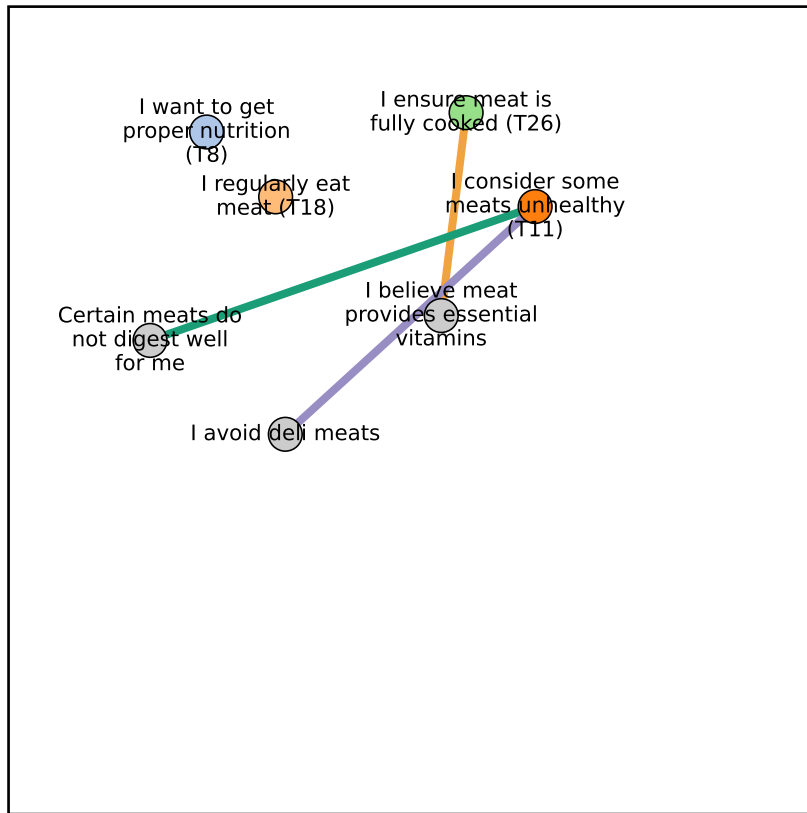 I want to get
proper nutrition
(T8)
I ensure meat is
fully cooked (T26)
I regularly eat
meat (T18)
I consider some
meats unhealthy
(T11)
Certain meats do
not digest well
for me
I believe meat
provides essential
vitamins
I avoid deli meats